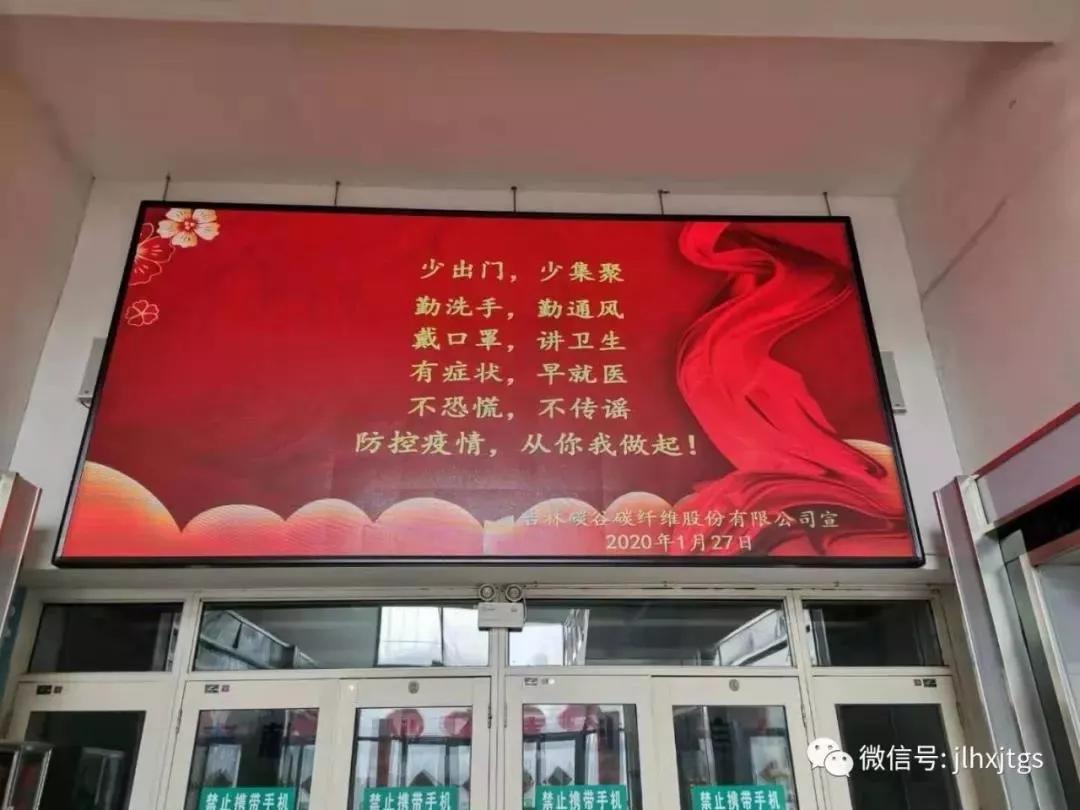 少出门，少集聚
勤洗手，勤通风
戴口罩，讲卫生
有症状，早就医
不恐慌，不传谣
防控疫情，从你我做起！
吉林碳谷碳纤维股份有限公司宣
2020年1月27日
禁止携带手机
禁止携带手机
禁止携带手机
禁止携带手机
微信号: jlhxjtgs